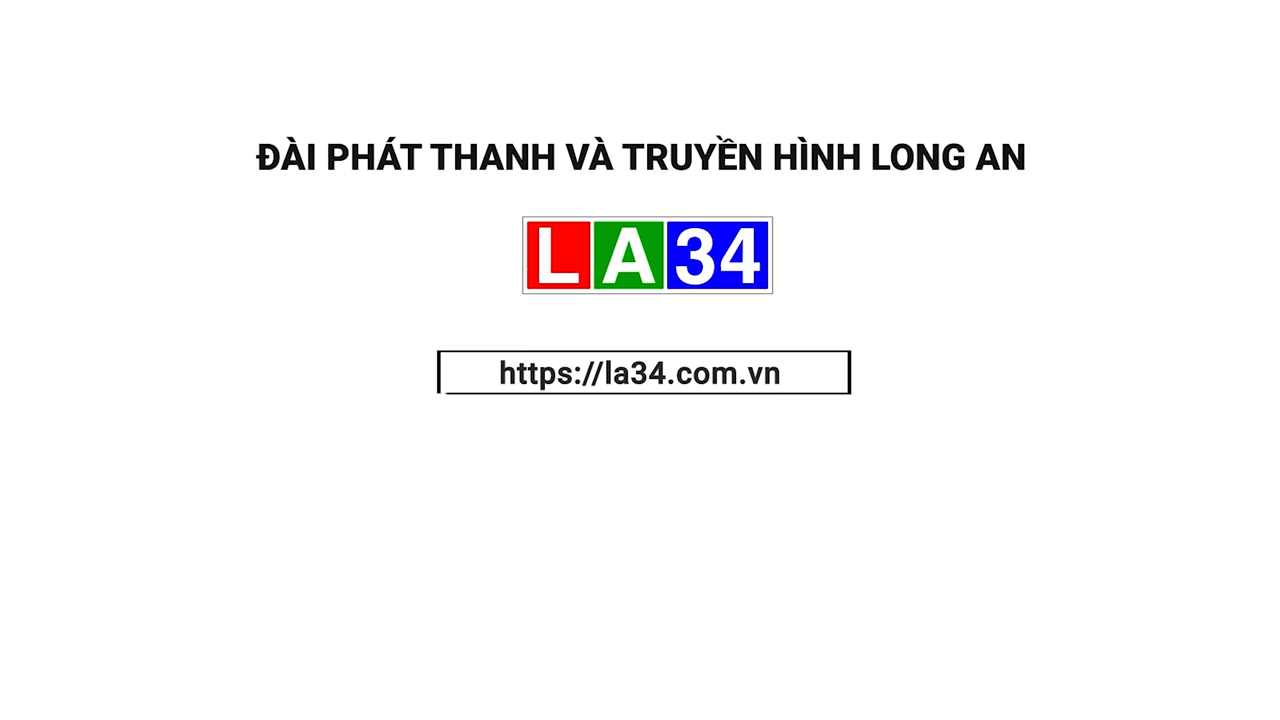 ĐÀI PHÁT THANH VÀ TRUYỀN HÌNH LONG AN
LA34
https://la34.com.vn